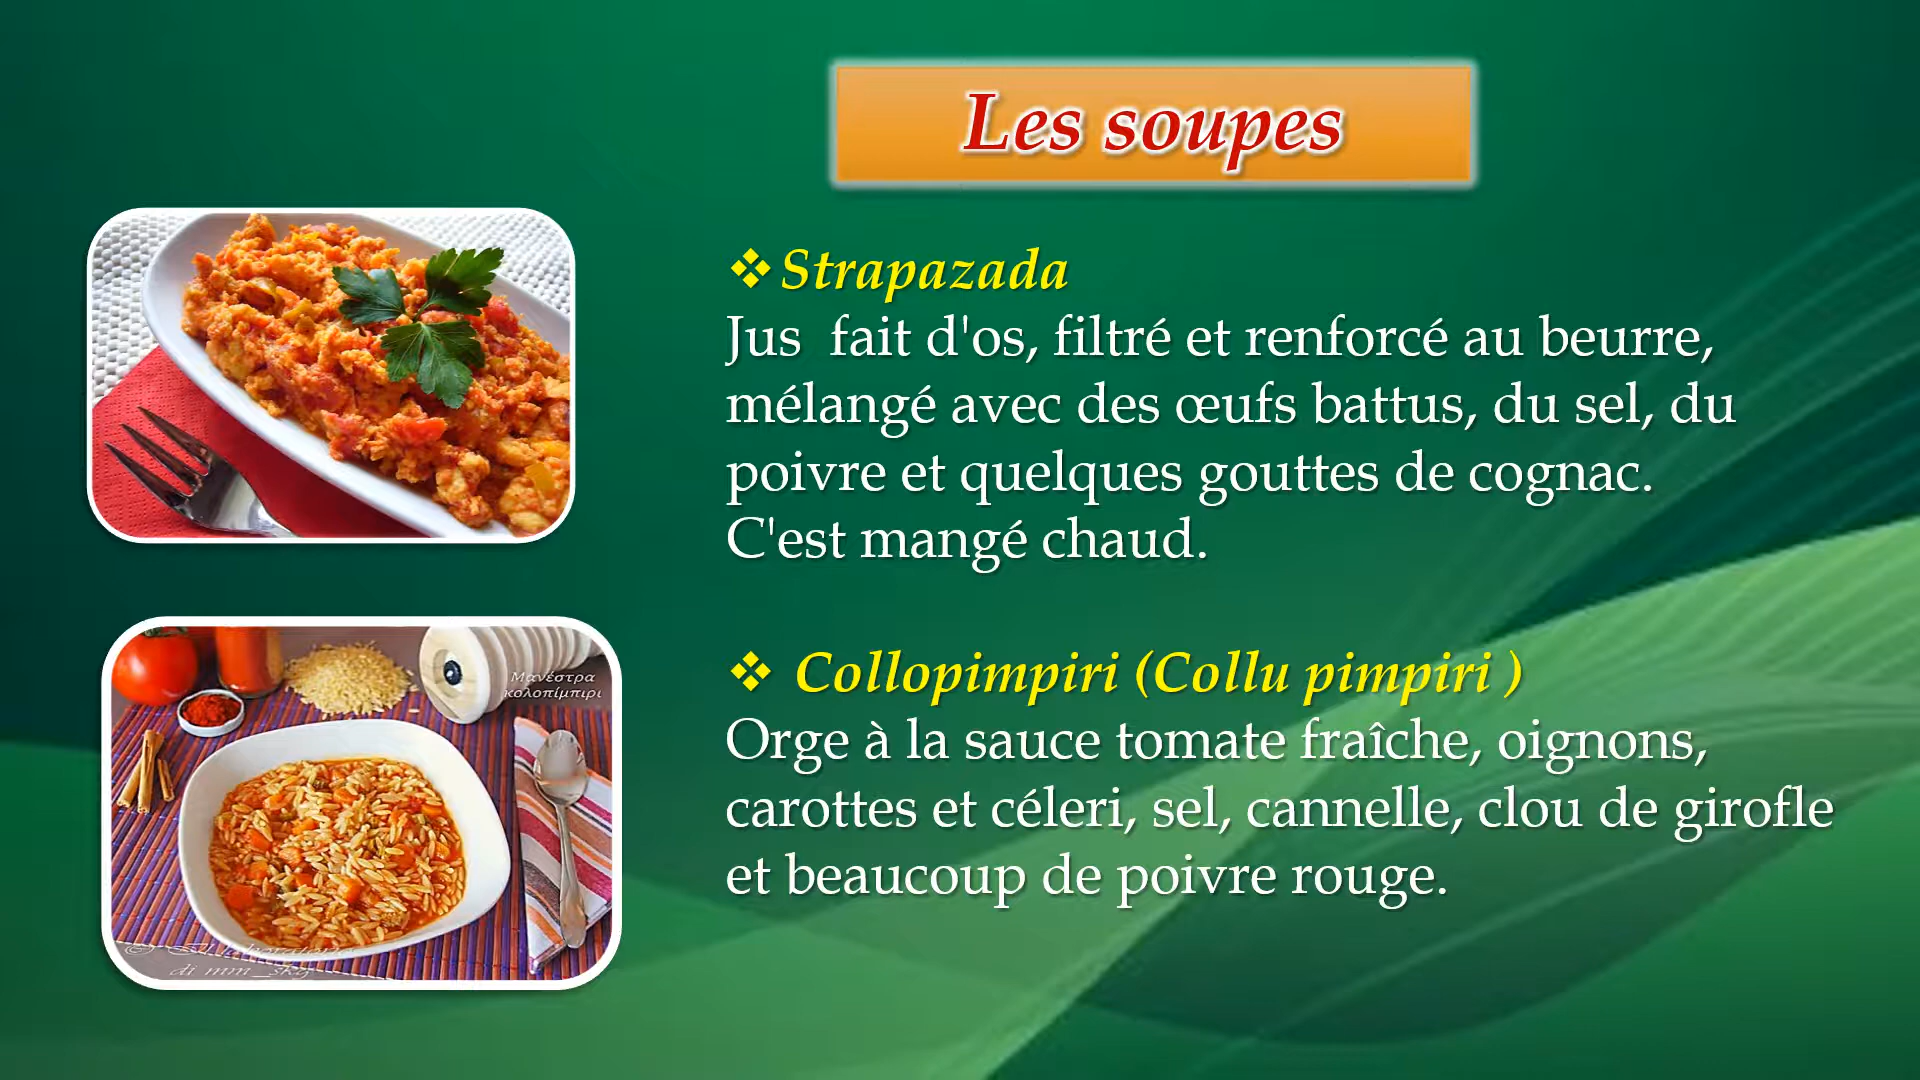 Les soupes
❖Strapazada
Jus  fait d'os, filtré et renforcé au beurre,
mélangé avec des œufs battus, du sel, du
poivre et quelques gouttes de cognac.
C'est mangé chaud.
❖ Collopimpiri (Collu pimpiri )
Orge à la sauce tomate fraîche, oignons,
carottes et céleri, sel, cannelle, clou de girofle
et beaucoup de poivre rouge.
Μανέστρα
κολοπίμπιρι
di mm_skg